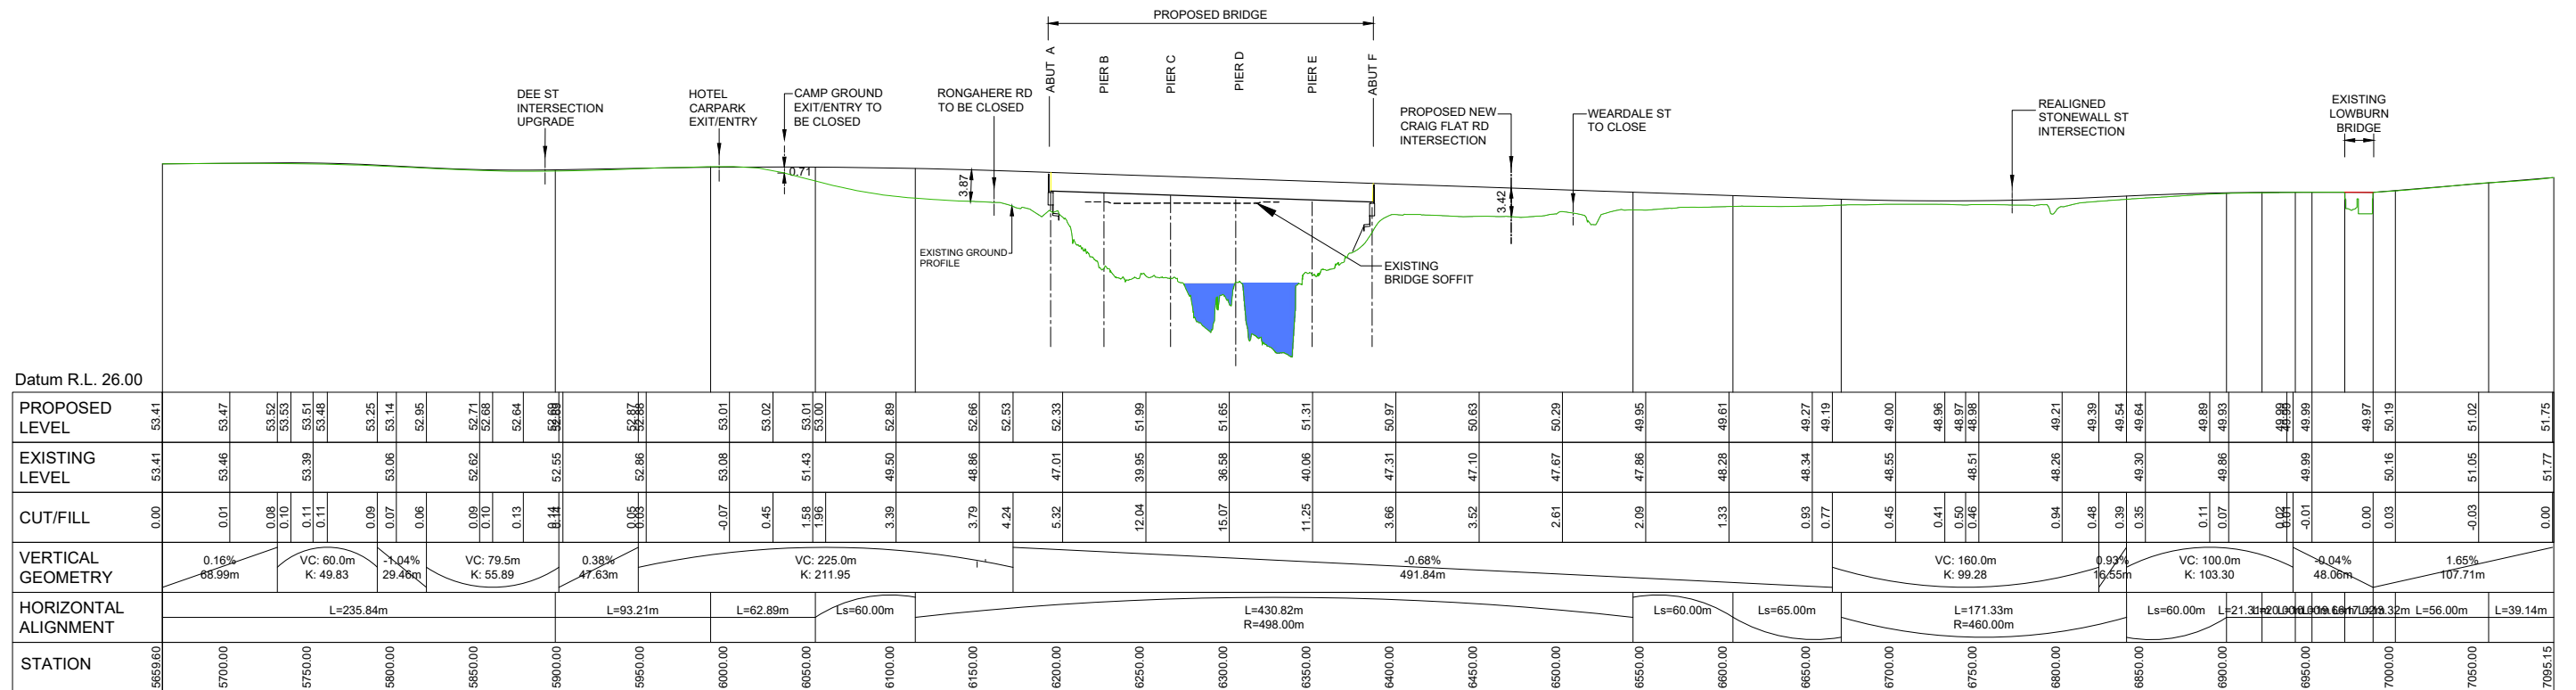 PROPOSED BRIDGE
ABUT A
PIER B
PIER C
PIER D
PIER E
ABUT F
DEE ST
INTERSECTION
UPGRADE
HOTEL
CARPARK
EXIT/ENTRY
CAMP GROUND
EXIT/ENTRY TO
BE CLOSED
RONGAHERE RD
TO BE CLOSED
PROPOSED NEW
CRAIG FLAT RD
INTERSECTION
WEARDALE ST
TO CLOSE
REALIGNED
STONEWALL ST
INTERSECTION
EXISTING
LOWBURN
BRIDGE
0.71
3.87
3.42
EXISTING GROUND
PROFILE
EXISTING
BRIDGE SOFFIT
Datum R.L. 26.00
PROPOSED
LEVEL
53.41 53.47 53.52 53.53 53.51 53.48 53.25 53.14 52.95 52.71 52.68 52.64 52.87 52.88 53.01 53.02 53.01 53.00 52.89 52.66 52.53 52.33 51.99 51.65 51.31 50.97 50.63 50.29 49.95 49.61 49.27 49.19 49.00 48.96 48.97 48.98 49.21 49.39 49.54 49.64 49.89 49.93 49.99 49.97 50.19 51.02 51.75
EXISTING
LEVEL
53.41 53.46 53.39 53.06 52.62 52.55 52.86 53.08 51.43 49.50 48.86 47.01 39.95 36.58 40.06 47.31 47.10 47.67 47.86 48.28 48.34 48.55 48.51 48.26 49.30 49.86 49.99 50.16 51.05 51.77
CUT/FILL
0.00 0.01 0.08 0.10 0.11 0.11 0.09 0.07 0.06 0.09 0.10 0.13 0.14 0.05 0.03 -0.07 0.45 1.58 1.96 3.39 3.79 4.24 5.32 12.04 15.07 11.25 3.66 3.52 2.61 2.09 1.33 0.93 0.77 0.45 0.41 0.50 0.46 0.94 0.48 0.39 0.35 0.11 0.07 0.02 -0.01 0.00 0.03 -0.03 0.00
VERTICAL
GEOMETRY
0.16%
68.99m
VC: 60.0m
K: 49.83
-1.04%
29.46m
VC: 79.5m
K: 55.89
0.38%
47.63m
VC: 225.0m
K: 211.95
-0.68%
491.84m
VC: 160.0m
K: 99.28
0.93%
16.55m
VC: 100.0m
K: 103.30
-0.04%
48.06m
1.65%
107.71m
HORIZONTAL
ALIGNMENT
L=235.84m L=93.21m L=62.89m Ls=60.00m L=430.82m
R=498.00m
Ls=60.00m Ls=65.00m L=171.33m
R=460.00m
Ls=60.00m L=56.00m L=39.14m
STATION
5659.60 5700.00 5750.00 5800.00 5850.00 5900.00 5950.00 6000.00 6050.00 6100.00 6150.00 6200.00 6250.00 6300.00 6350.00 6400.00 6450.00 6500.00 6550.00 6600.00 6650.00 6700.00 6750.00 6800.00 6850.00 6900.00 6950.00 7000.00 7050.00 7095.15